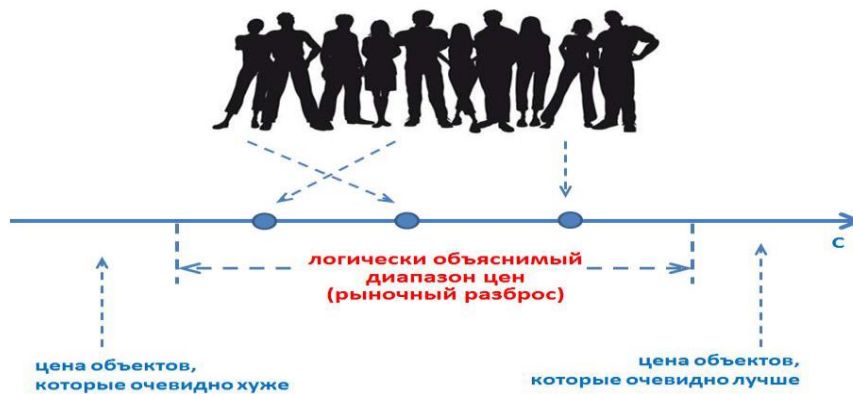 С
логически объяснимый
диапазон цен
(рыночный разброс)
цена объектов,
которые очевидно хуже
цена объектов,
которые очевидно лучше